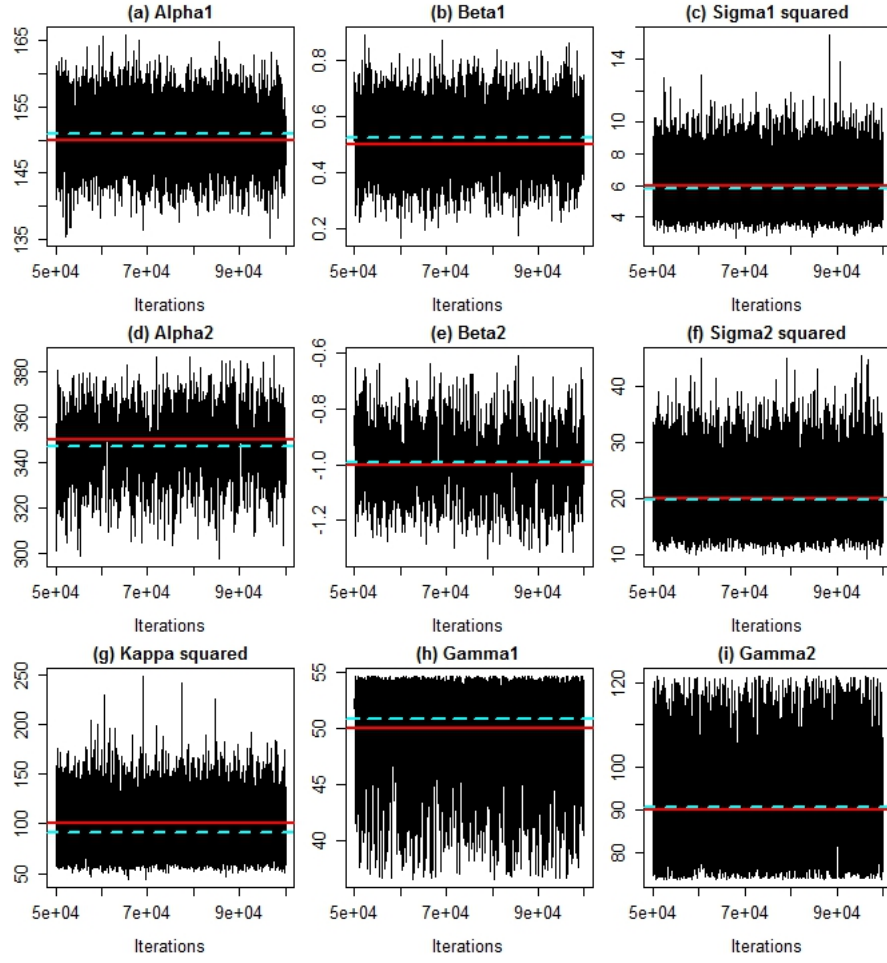 (a) Alpha1
165
155
145
135
5e+04 7e+04 9e+04
Iterations
(b) Beta1
0.8
0.6
0.4
0.2
5e+04 7e+04 9e+04
Iterations
(c) Sigma1 squared
14
10
8
6
4
5e+04 7e+04 9e+04
Iterations
(d) Alpha2
380
360
340
320
300
5e+04 7e+04 9e+04
Iterations
(e) Beta2
-0.6
-0.8
-1.0
-1.2
5e+04 7e+04 9e+04
Iterations
(f) Sigma2 squared
40
30
20
10
5e+04 7e+04 9e+04
Iterations
(g) Kappa squared
250
200
150
100
50
5e+04 7e+04 9e+04
Iterations
(h) Gamma1
55
50
45
40
5e+04 7e+04 9e+04
Iterations
(i) Gamma2
120
100
90
80
5e+04 7e+04 9e+04
Iterations